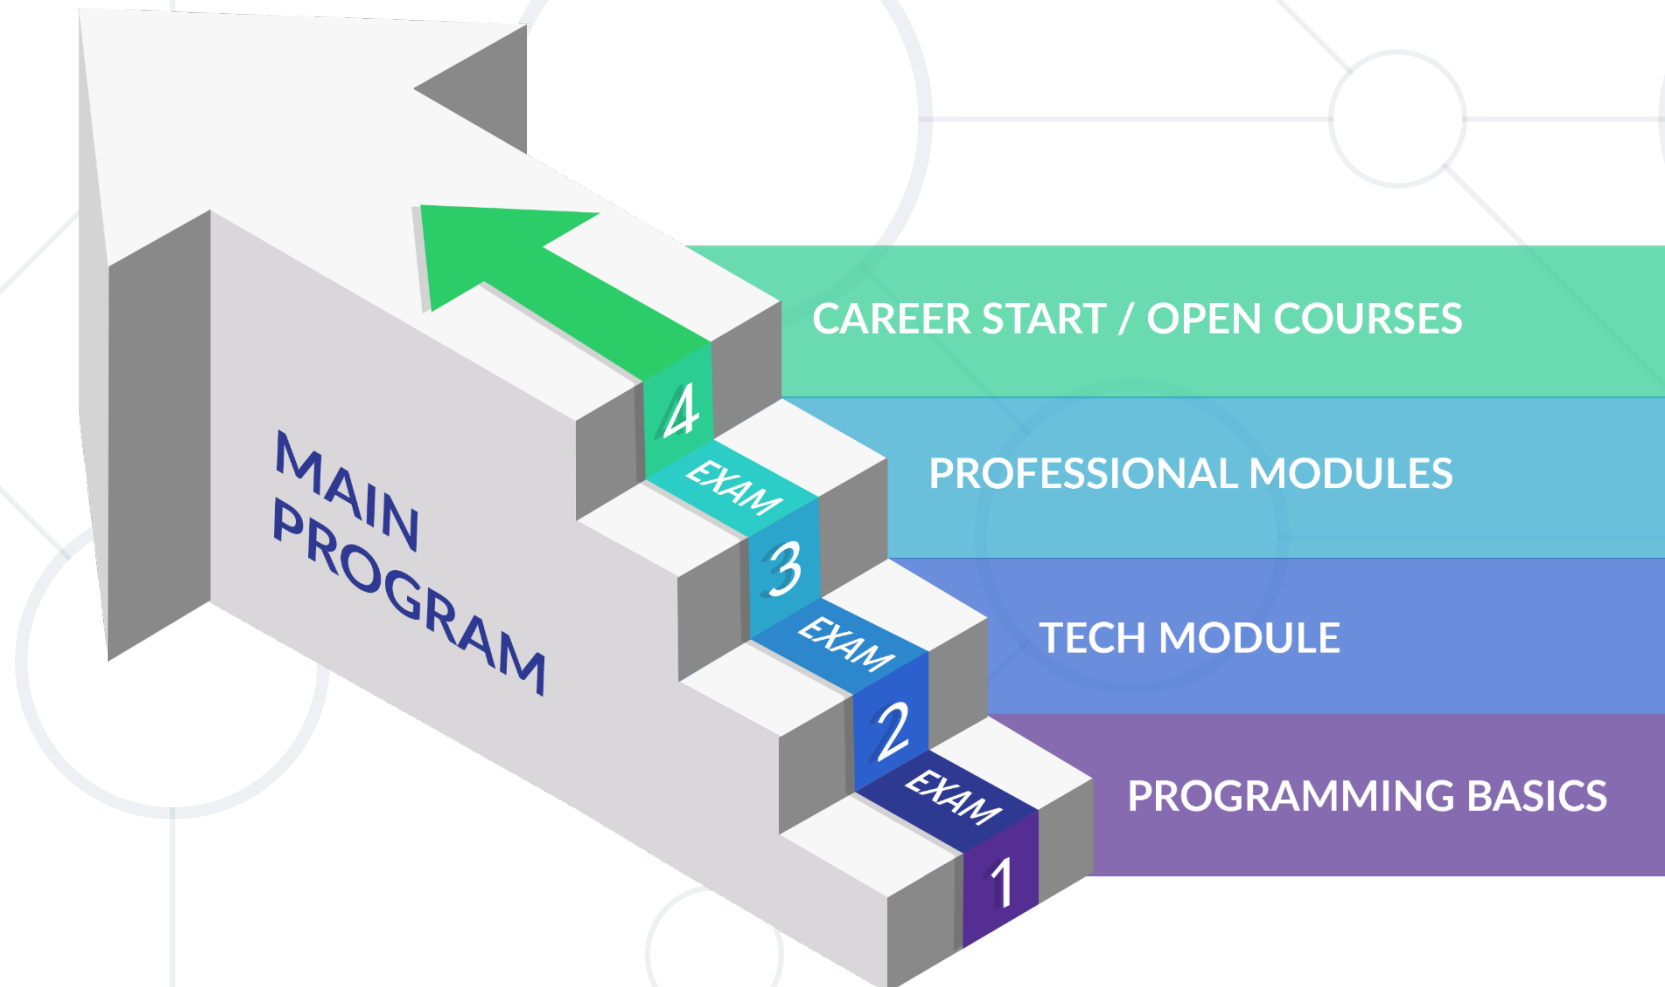 CAREER START / OPEN COURSES
4
EXAM
PROFESSIONAL MODULES
3
EXAM
TECH MODULE
2
EXAM
PROGRAMMING BASICS
1
MAIN
PROGRAM